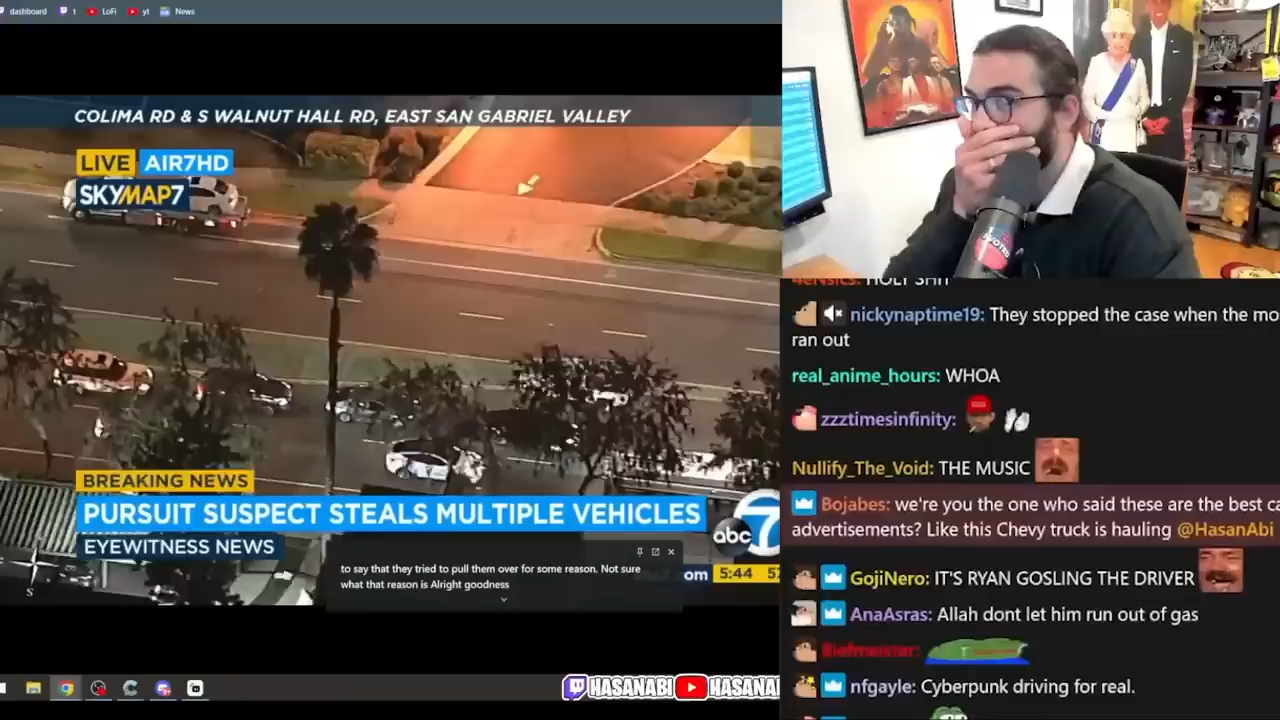 dashboard
t
LoFi
yt
News
COLIMA RD & S WALNUT HALL RD, EAST SAN GABRIEL VALLEY
LIVE AIR7HD
SKYMAP7
BREAKING NEWS
PURSUIT SUSPECT STEALS MULTIPLE VEHICLES
EYEWITNESS NEWS
abc 7
om 5:44 57
to say that they tried to pull them over for some reason. Not sure
what that reason is Alright goodness
S
HASANABI HASANA
4eNsics: HOLY SHIT
nickynaptime19: They stopped the case when the mo
ran out
real_anime_hours: WHOA
zzztimesinfinity:
Nullify_The_Void: THE MUSIC
Bojabes: we're you the one who said these are the best ca
advertisements? Like this Chevy truck is hauling @HasanAbi
GojiNero: IT'S RYAN GOSLING THE DRIVER
AnaAsras: Allah dont let him run out of gas
Biefmeister:
nfgayle: Cyberpunk driving for real.